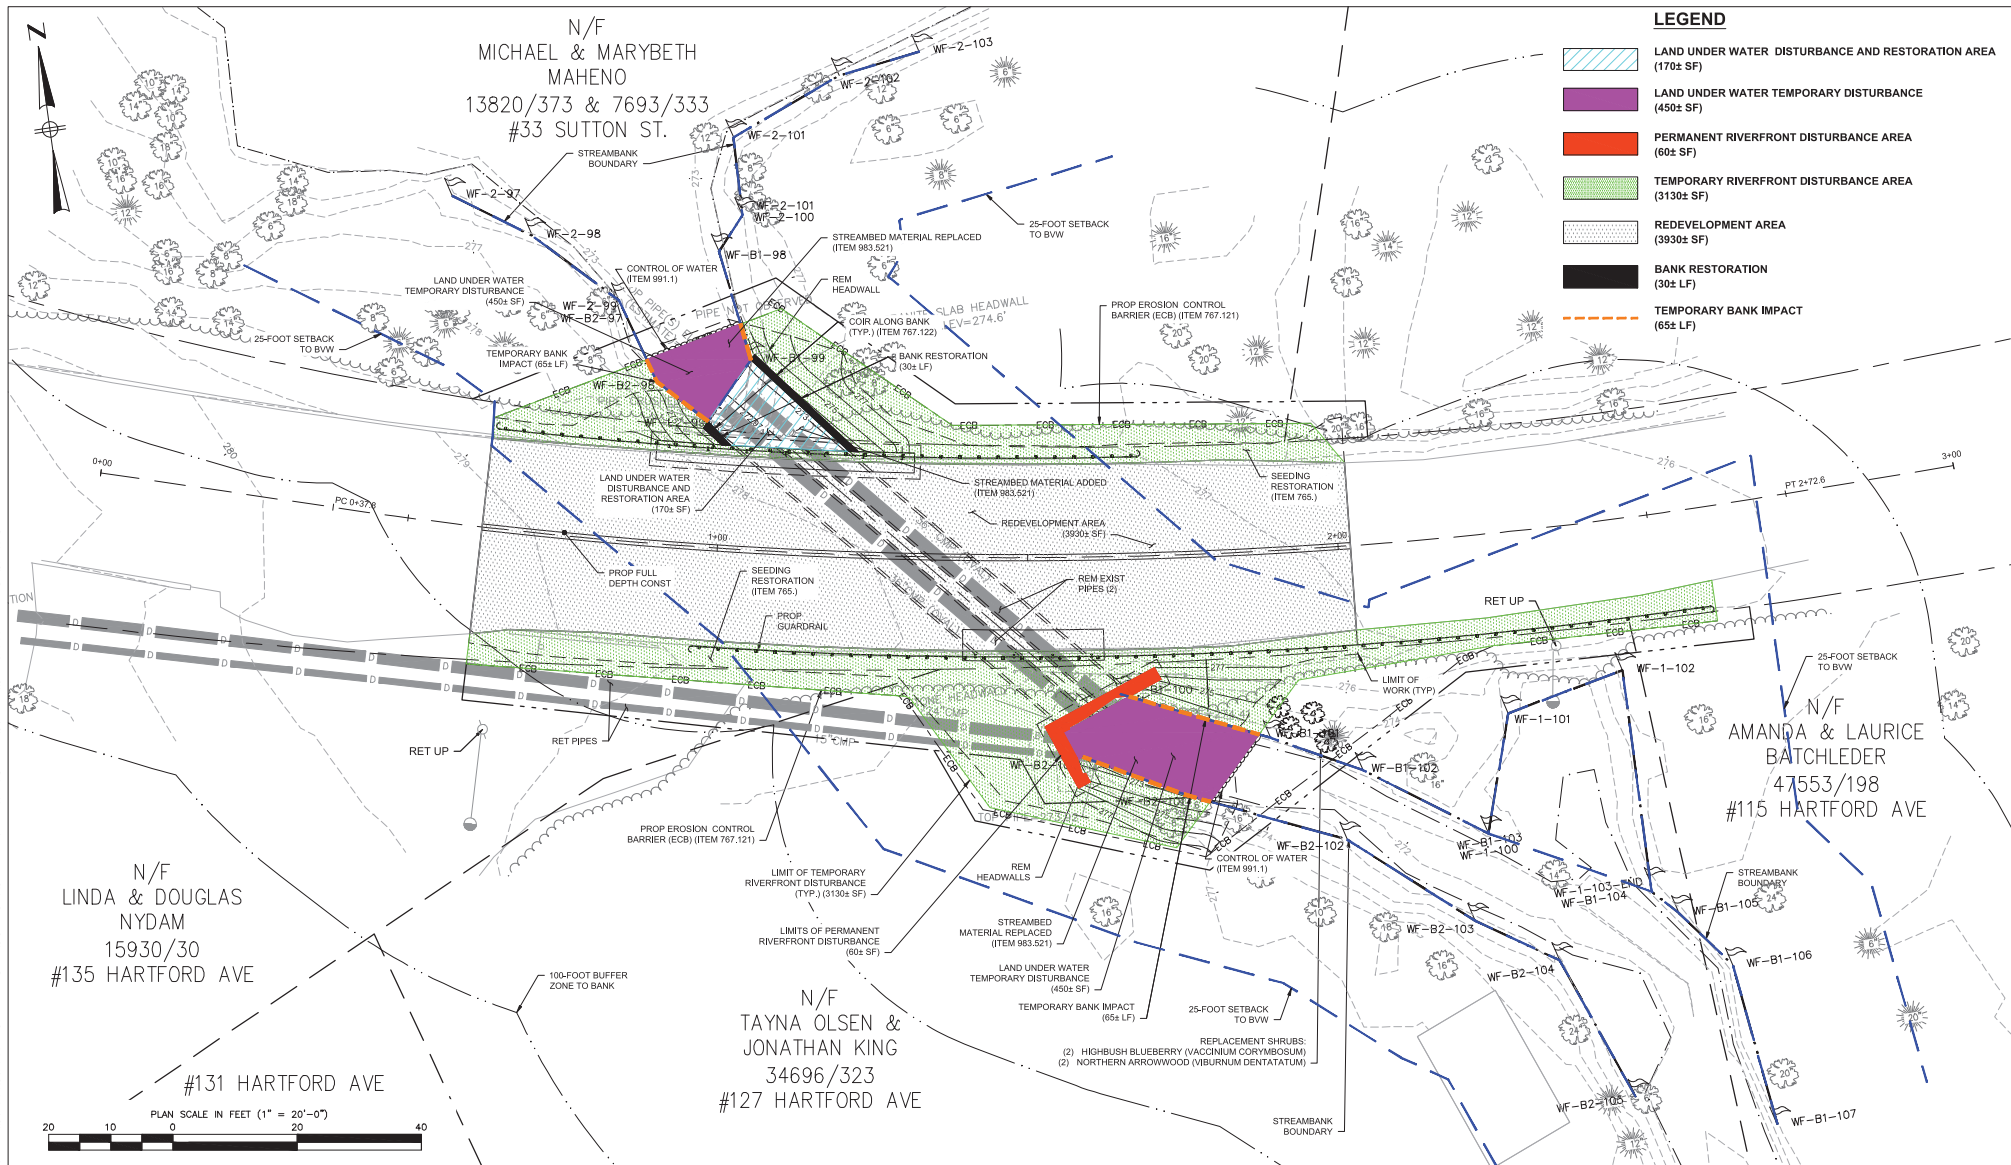 N
N/F
MICHAEL & MARYBETH
MAHENO
13820/373 & 7693/333
#33 SUTTON ST.
LEGEND
LAND UNDER WATER DISTURBANCE AND RESTORATION AREA
(170± SF)
LAND UNDER WATER TEMPORARY DISTURBANCE
(450± SF)
PERMANENT RIVERFRONT DISTURBANCE AREA
(60± SF)
TEMPORARY RIVERFRONT DISTURBANCE AREA
(3130± SF)
REDEVELOPMENT AREA
(3930± SF)
BANK RESTORATION
(30± LF)
TEMPORARY BANK IMPACT
(65± LF)
WF-2-103
WF-2-102
WF-2-101
STREAMBANK
BOUNDARY
WF-2-97
WF-2-98
WF-2-101
WF-2-100
WF-B1-98
25-FOOT SETBACK
TO BVW
STREAMBED MATERIAL REPLACED
(ITEM 983.521)
CONTROL OF WATER
(ITEM 991.1)
REM
HEADWALL
LAND UNDER WATER
TEMPORARY DISTURBANCE
(450± SF)
WF-2-99
WF-B2-97
PIPE NOT OBSERVED
SLAB HEADWALL
LEV=274.6'
PROP EROSION CONTROL
BARRIER (ECB) (ITEM 767.121)
COIR ALONG BANK
(TYP.) (ITEM 767.122)
25-FOOT SETBACK
TO BVW
TEMPORARY BANK
IMPACT (65± LF)
WF-B1-99
BANK RESTORATION
(30± LF)
WF-B2-98
0+00
PC 0+37.6
1+00
2+00
PT 2+72.6
3+00
LAND UNDER WATER
DISTURBANCE AND
RESTORATION AREA
(170± SF)
STREAMBED MATERIAL ADDED
(ITEM 983.521)
SEEDING
RESTORATION
(ITEM 765.)
REDEVELOPMENT AREA
(3930± SF)
PROP FULL
DEPTH CONST
SEEDING
RESTORATION
(ITEM 765.)
REM EXIST
PIPES (2)
PROP
GUARDRAIL
RET UP
WF-1-102
25-FOOT SETBACK
TO BVW
LIMIT OF
WORK (TYP)
WF-1-101
RET UP
RET PIPES
15"CMP
B1-100
WF-B1-101
WF-B1-102
N/F
AMANDA & LAURICE
BATCHLEDER
47553/198
#115 HARTFORD AVE
PROP EROSION CONTROL
BARRIER (ECB) (ITEM 767.121)
WF-B2-102
WF-B1-103
WF-1-100
CONTROL OF WATER
(ITEM 991.1)
REM
HEADWALLS
LIMIT OF TEMPORARY
RIVERFRONT DISTURBANCE
(TYP.) (3130± SF)
N/F
LINDA & DOUGLAS
NYDAM
15930/30
#135 HARTFORD AVE
WF-1-103-END
WF-B1-104
STREAMBANK
BOUNDARY
WF-B1-105
STREAMBED
MATERIAL REPLACED
(ITEM 983.521)
LIMITS OF PERMANENT
RIVERFRONT DISTURBANCE
(60± SF)
WF-B2-103
WF-B1-106
WF-B2-104
LAND UNDER WATER
TEMPORARY DISTURBANCE
(450± SF)
100-FOOT BUFFER
ZONE TO BANK
TEMPORARY BANK IMPACT
(65± LF)
25-FOOT SETBACK
TO BVW
N/F
TAYNA OLSEN &
JONATHAN KING
34696/323
#127 HARTFORD AVE
REPLACEMENT SHRUBS:
(2) HIGHBUSH BLUEBERRY (VACCINIUM CORYMBOSUM)
(2) NORTHERN ARROWWOOD (VIBURNUM DENTATATUM)
#131 HARTFORD AVE
WF-B2-105
WF-B1-107
STREAMBANK
BOUNDARY
PLAN SCALE IN FEET (1" = 20'-0")
20 10 0 20 40